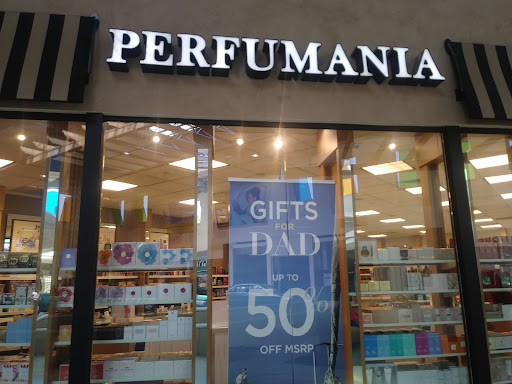 PERFUMANIA
GIFTS
FOR
DAD
UP TO
50%
OFF MSRP